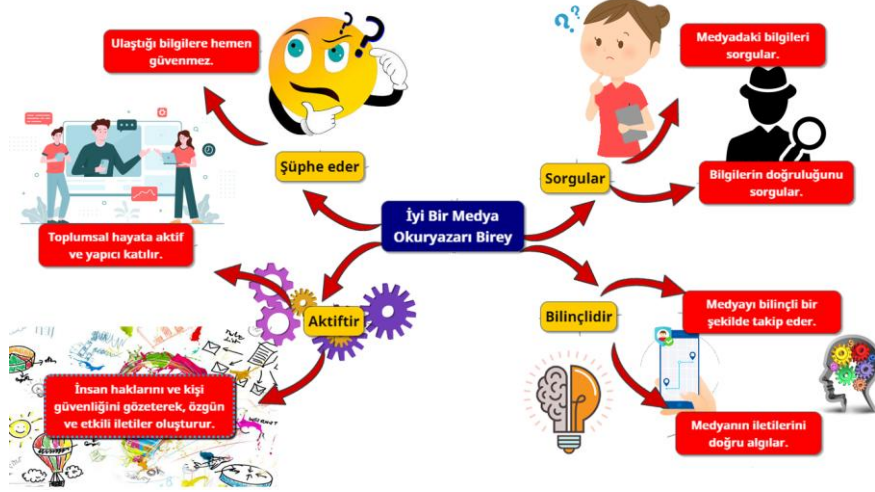 Ulaştığı bilgilere hemen
güvenmez.
Şüphe eder
Medyadaki bilgileri
sorgular.
Sorgular
Bilgilerin doğruluğunu
sorgular.
İyi Bir Medya
Okuryazarı Birey
Toplumsal hayata aktif
ve yapıcı katılır.
Aktiftir
İnsan haklarını ve kişi
güvenliğini gözeterek, özgün
ve etkili iletiler oluşturur.
Bilinçlidir
Medyayı bilinçli bir
şekilde takip eder.
Medyanın iletilerini
doğru algılar.